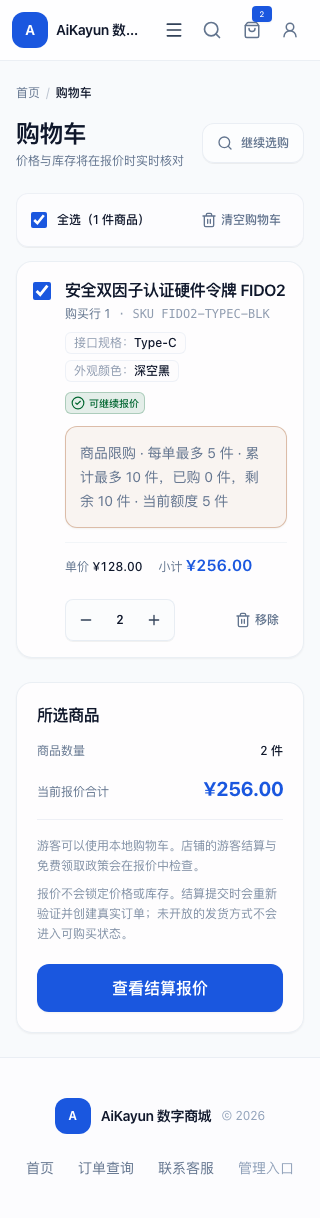 A AiKayun 数... 2
首页 / 购物车
购物车
价格与库存将在报价时实时核对
继续选购
全选（1 件商品）
清空购物车
安全双因子认证硬件令牌 FIDO2
购买行 1 · SKU FIDO2-TYPEC-BLK
接口规格： Type-C
外观颜色： 深空黑
可继续报价
商品限购 · 每单最多 5 件 · 累
计最多 10 件，已购 0 件，剩
余 10 件 · 当前额度 5 件
单价 ¥128.00 小计 ¥256.00
2
移除
所选商品
商品数量 2 件
当前报价合计 ¥256.00
游客可以使用本地购物车。店铺的游客结算与
免费领取政策会在报价中检查。
报价不会锁定价格或库存。结算提交时会重新
验证并创建真实订单；未开放的发货方式不会
进入可购买状态。
查看结算报价
A AiKayun 数字商城 © 2026
首页 订单查询 联系客服 管理入口